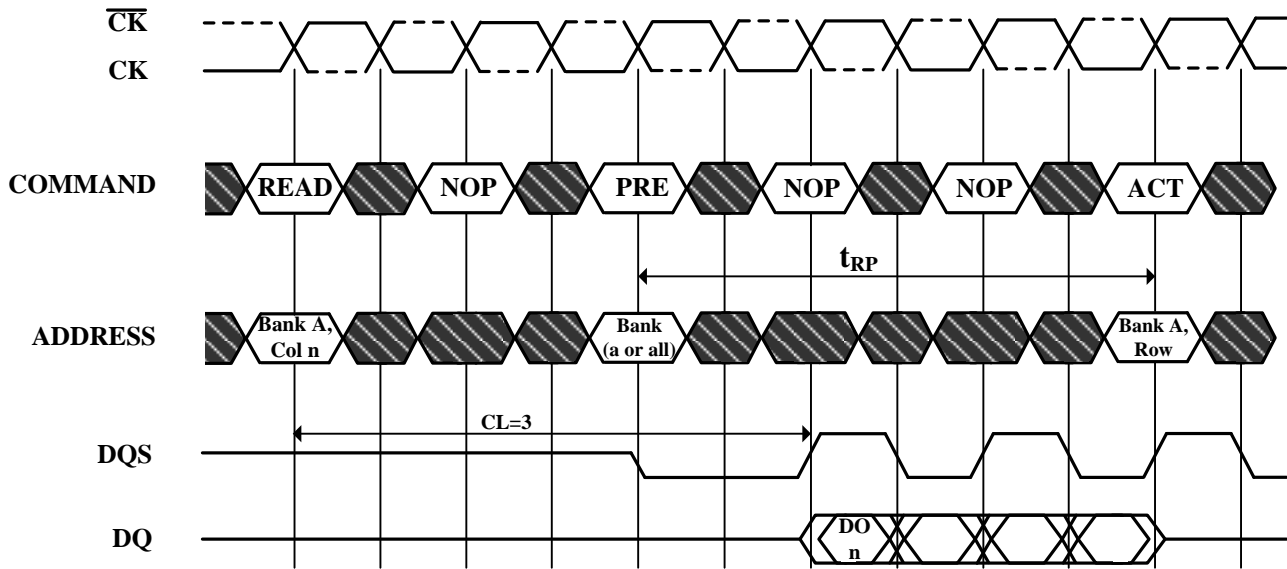 CK
CK
COMMAND
READ NOP PRE NOP NOP ACT
tRP
ADDRESS
Bank A,
Col n
Bank
(a or all)
Bank A,
Row
CL=3
DQS
DQ
DO
n